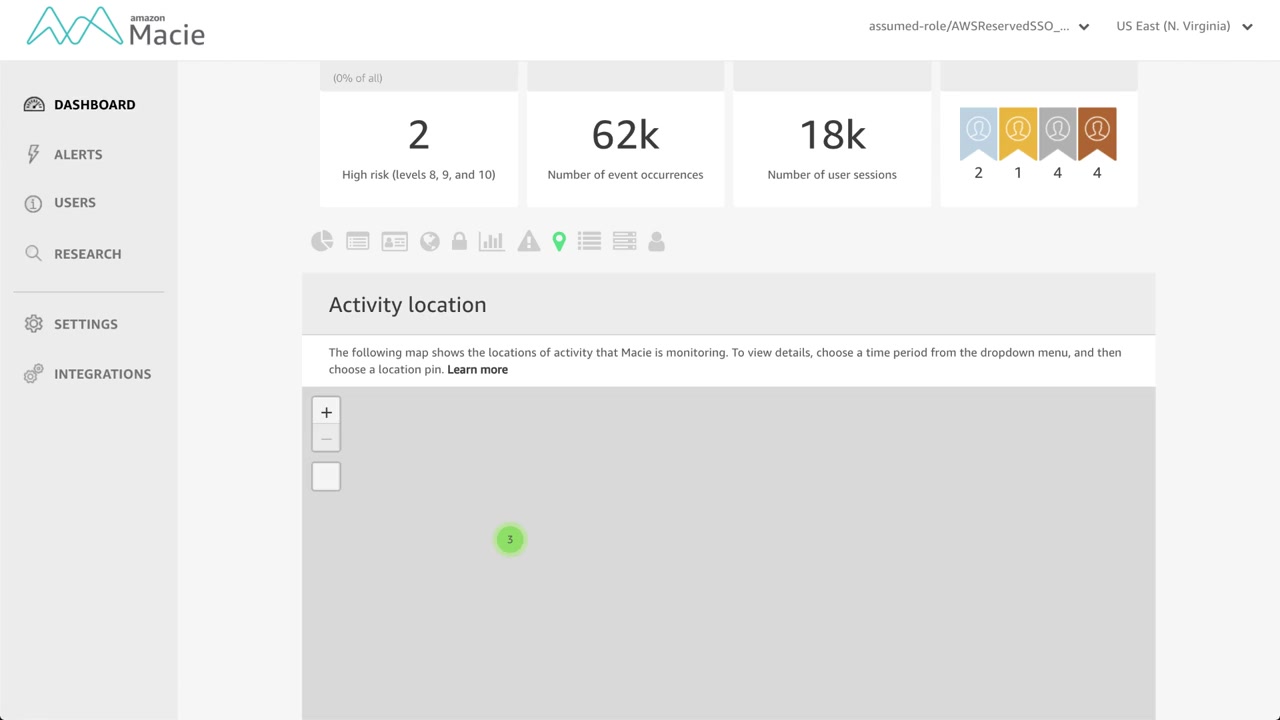 amazon
Macie
assumed-role/AWSReservedSSO_...
US East (N. Virginia)
DASHBOARD
ALERTS
USERS
RESEARCH
SETTINGS
INTEGRATIONS
(0% of all)
2
High risk (levels 8, 9, and 10)
62k
Number of event occurrences
18k
Number of user sessions
2 1 4 4
Activity location
The following map shows the locations of activity that Macie is monitoring. To view details, choose a time period from the dropdown menu, and then
choose a location pin. Learn more
+
−
3